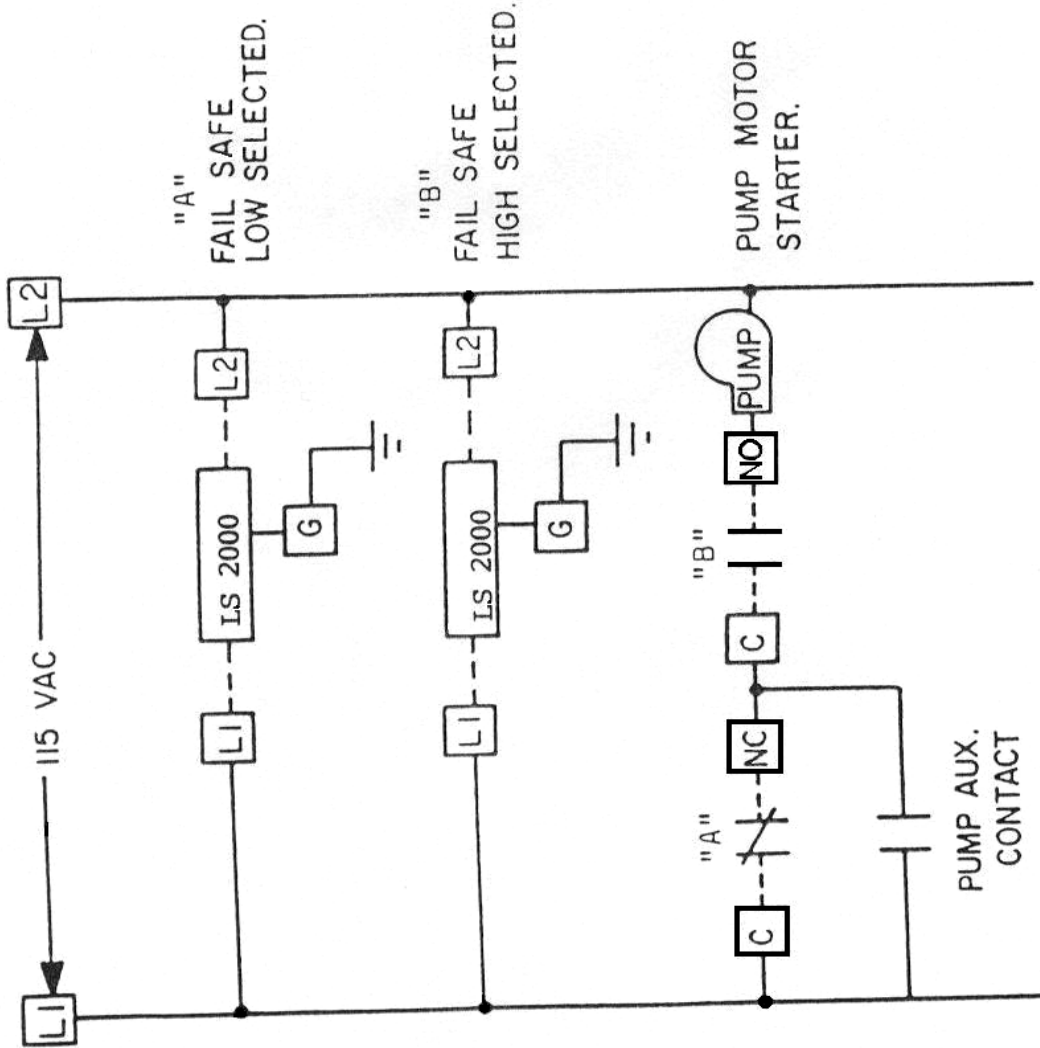 L1
115 VAC
L2
L1
LS 2000
L2
G
"A"
FAIL SAFE
LOW SELECTED.
L1
LS 2000
L2
G
"B"
FAIL SAFE
HIGH SELECTED.
C
"A"
NC
C
"B"
NO
PUMP
PUMP MOTOR
STARTER.
PUMP AUX.
CONTACT